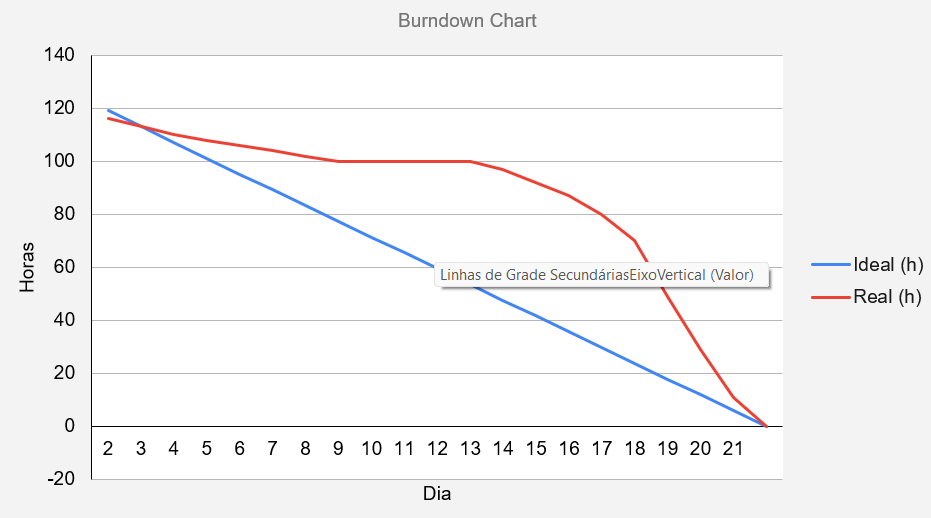 Burndown Chart
140
120
100
80
60
40
20
0
-20
Horas
2 3 4 5 6 7 8 9 10 11 12 13 14 15 16 17 18 19 20 21
Dia
Linhas de Grade SecundáriasEixoVertical (Valor)
Ideal (h)
Real (h)